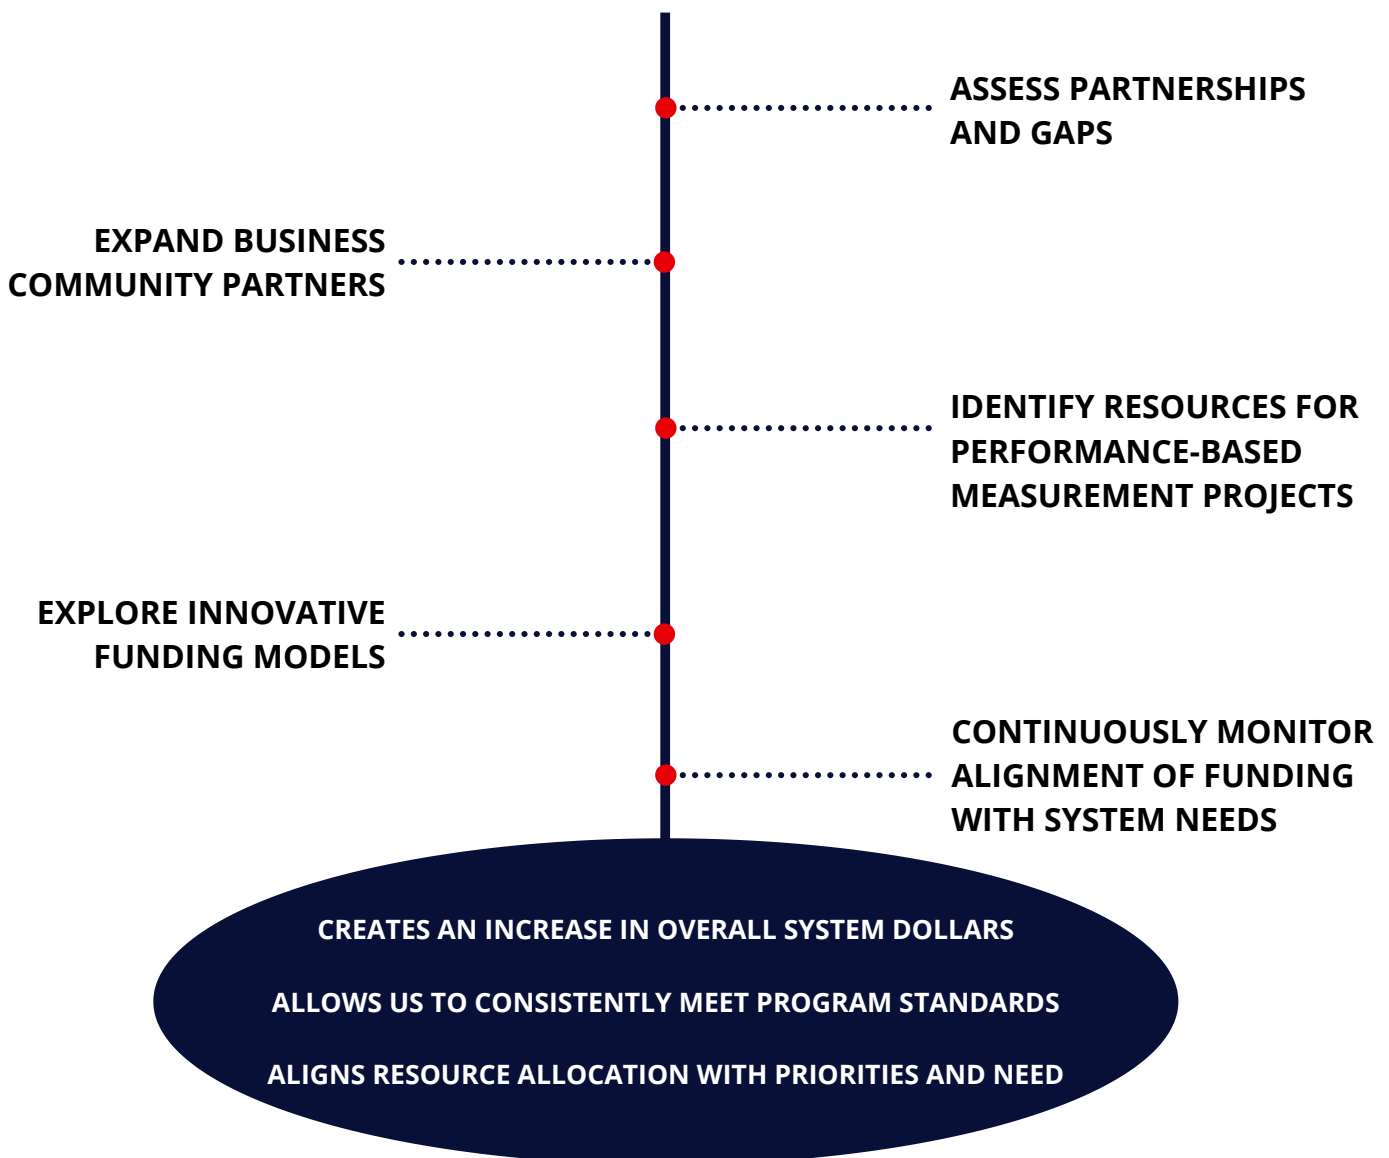 ASSESS PARTNERSHIPS
AND GAPS
EXPAND BUSINESS
COMMUNITY PARTNERS
IDENTIFY RESOURCES FOR
PERFORMANCE-BASED
MEASUREMENT PROJECTS
EXPLORE INNOVATIVE
FUNDING MODELS
CONTINUOUSLY MONITOR
ALIGNMENT OF FUNDING
WITH SYSTEM NEEDS
CREATES AN INCREASE IN OVERALL SYSTEM DOLLARS
ALLOWS US TO CONSISTENTLY MEET PROGRAM STANDARDS
ALIGNS RESOURCE ALLOCATION WITH PRIORITIES AND NEED